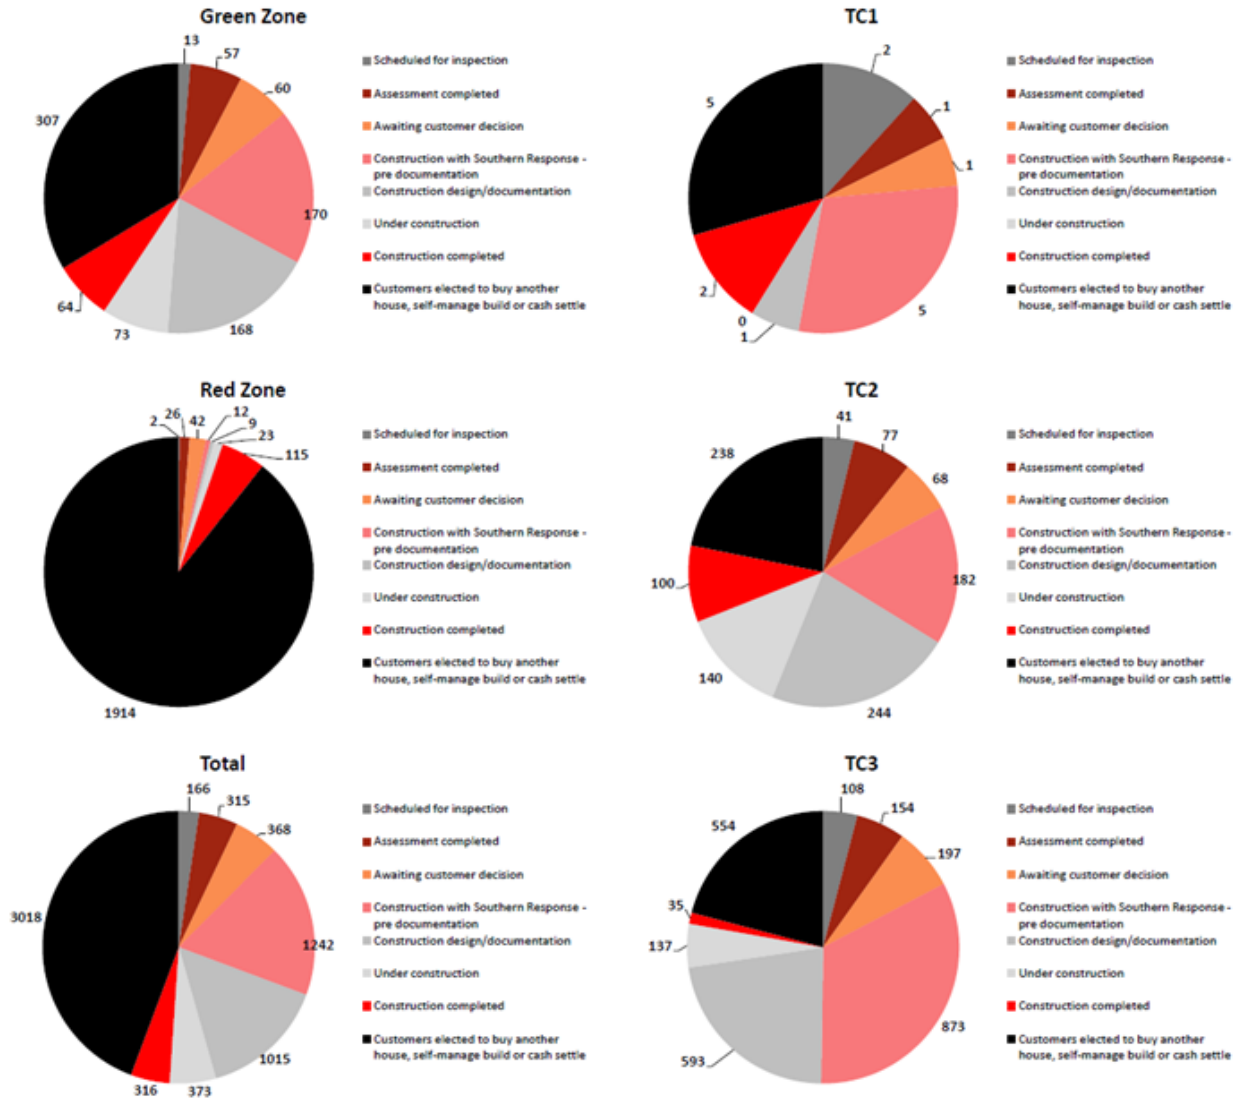 Green Zone
13
57
60
170
168
73
64
307
Scheduled for inspection
Assessment completed
Awaiting customer decision
Construction with Southern Response -
pre documentation
Construction design/documentation
Under construction
Construction completed
Customers elected to buy another
house, self-manage build or cash settle
TC1
2
1
1
5
1
0
2
5
Scheduled for inspection
Assessment completed
Awaiting customer decision
Construction with Southern Response -
pre documentation
Construction design/documentation
Under construction
Construction completed
Customers elected to buy another
house, self-manage build or cash settle
Red Zone
2
26
42
12
9
23
115
1914
Scheduled for inspection
Assessment completed
Awaiting customer decision
Construction with Southern Response -
pre documentation
Construction design/documentation
Under construction
Construction completed
Customers elected to buy another
house, self-manage build or cash settle
TC2
41
77
68
182
244
140
100
238
Scheduled for inspection
Assessment completed
Awaiting customer decision
Construction with Southern Response -
pre documentation
Construction design/documentation
Under construction
Construction completed
Customers elected to buy another
house, self-manage build or cash settle
Total
166
315
368
1242
1015
373
316
3018
Scheduled for inspection
Assessment completed
Awaiting customer decision
Construction with Southern Response -
pre documentation
Construction design/documentation
Under construction
Construction completed
Customers elected to buy another
house, self-manage build or cash settle
TC3
108
154
197
873
593
137
35
554
Scheduled for inspection
Assessment completed
Awaiting customer decision
Construction with Southern Response -
pre documentation
Construction design/documentation
Under construction
Construction completed
Customers elected to buy another
house, self-manage build or cash settle